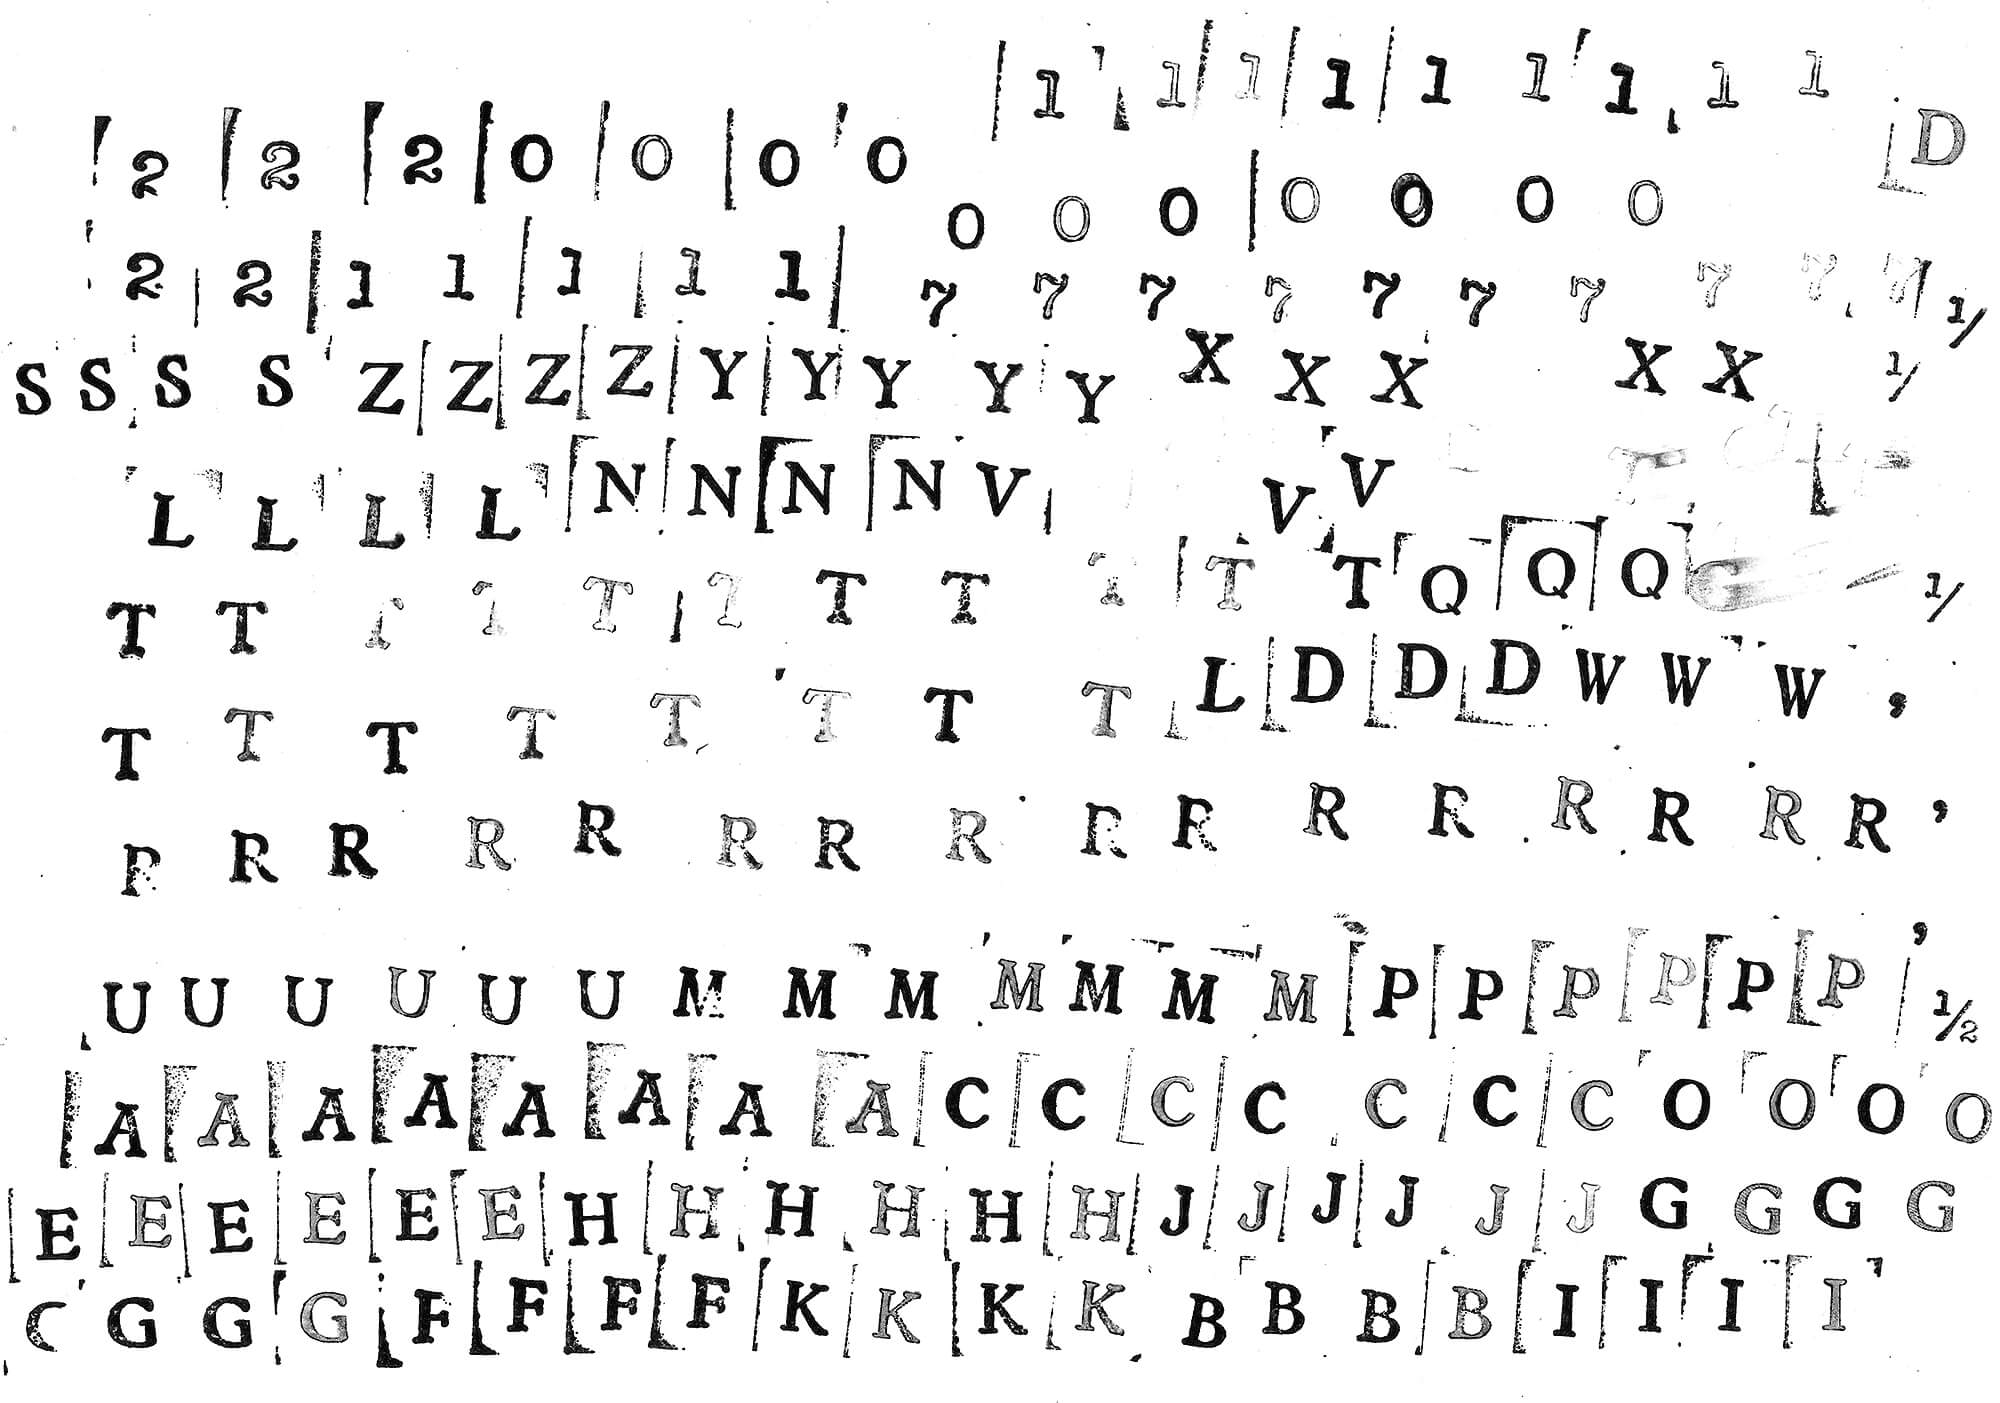 1 1 1 1 1 1 1 1 1
2 2 2 0 0 0 0 D
0 0 0 0 0 0 0
2 2 1 1 1 1 1 7 7 7 7 7 7 7 7 7 7 1/
S S S S Z Z Z Z Y Y Y Y Y X X X X X 1/
L L L L N N N N V V V
T T T T T T T T T T T Q Q Q 1/
T T T T T T T T L D D D W W W ,
R R R R R R R R R R R R R R R ,
U U U U U U M M M M M M M P P P P P P , 1/2
A A A A A A A A C C C C C C C O O O O
E E E E E E H H H H H H J J J J J J G G G G
C G G G F F F F K K K K B B B B I I I I